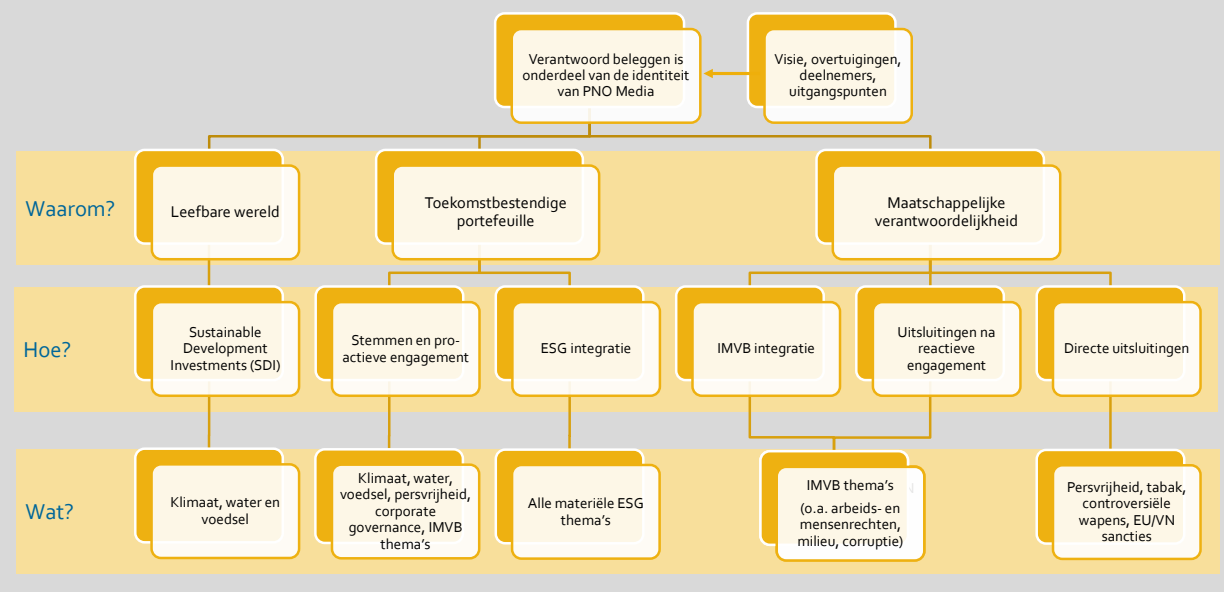 Verantwoord beleggen is
onderdeel van de identiteit
van PNO Media
Visie, overtuigingen,
deelnemers,
uitgangspunten
Waarom?
Leefbare wereld
Toekomstbestendige
portefeuille
Maatschappelijke
verantwoordelijkheid
Hoe?
Sustainable
Development
Investments (SDI)
Stemmen en pro-
actieve engagement
ESG integratie
IMVB integratie
Uitsluitingen na
reactieve
engagement
Directe uitsluitingen
Wat?
Klimaat, water en
voedsel
Klimaat, water,
voedsel, persvrijheid,
corporate
governance, IMVB
thema's
Alle materiële ESG
thema's
IMVB thema's
(o.a. arbeids- en
mensenrechten,
milieu, corruptie)
Persvrijheid, tabak,
controversiële
wapens, EU/VN
sancties